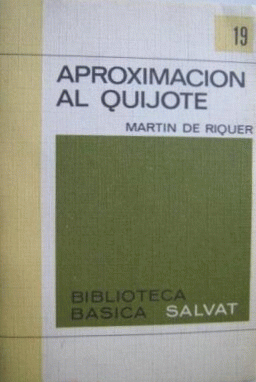 19
APROXIMACION
AL QUIJOTE
MARTIN DE RIQUER
BIBLIOTECA
BASICA SALVAT